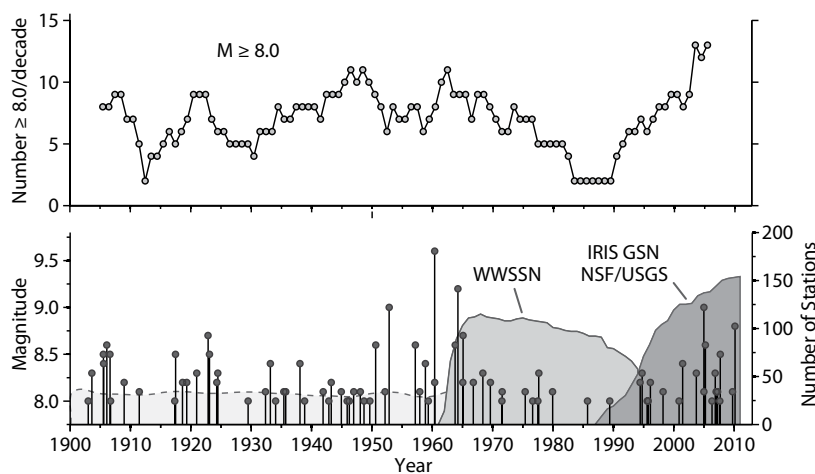 15
10
5
0
Number ≥ 8.0/decade
M ≥ 8.0
9.5
9.0
8.5
8.0
Magnitude
WWSSN
IRIS GSN
NSF/USGS
200
150
100
50
0
Number of Stations
1900 1910 1920 1930 1940 1950 1960 1970 1980 1990 2000 2010
Year